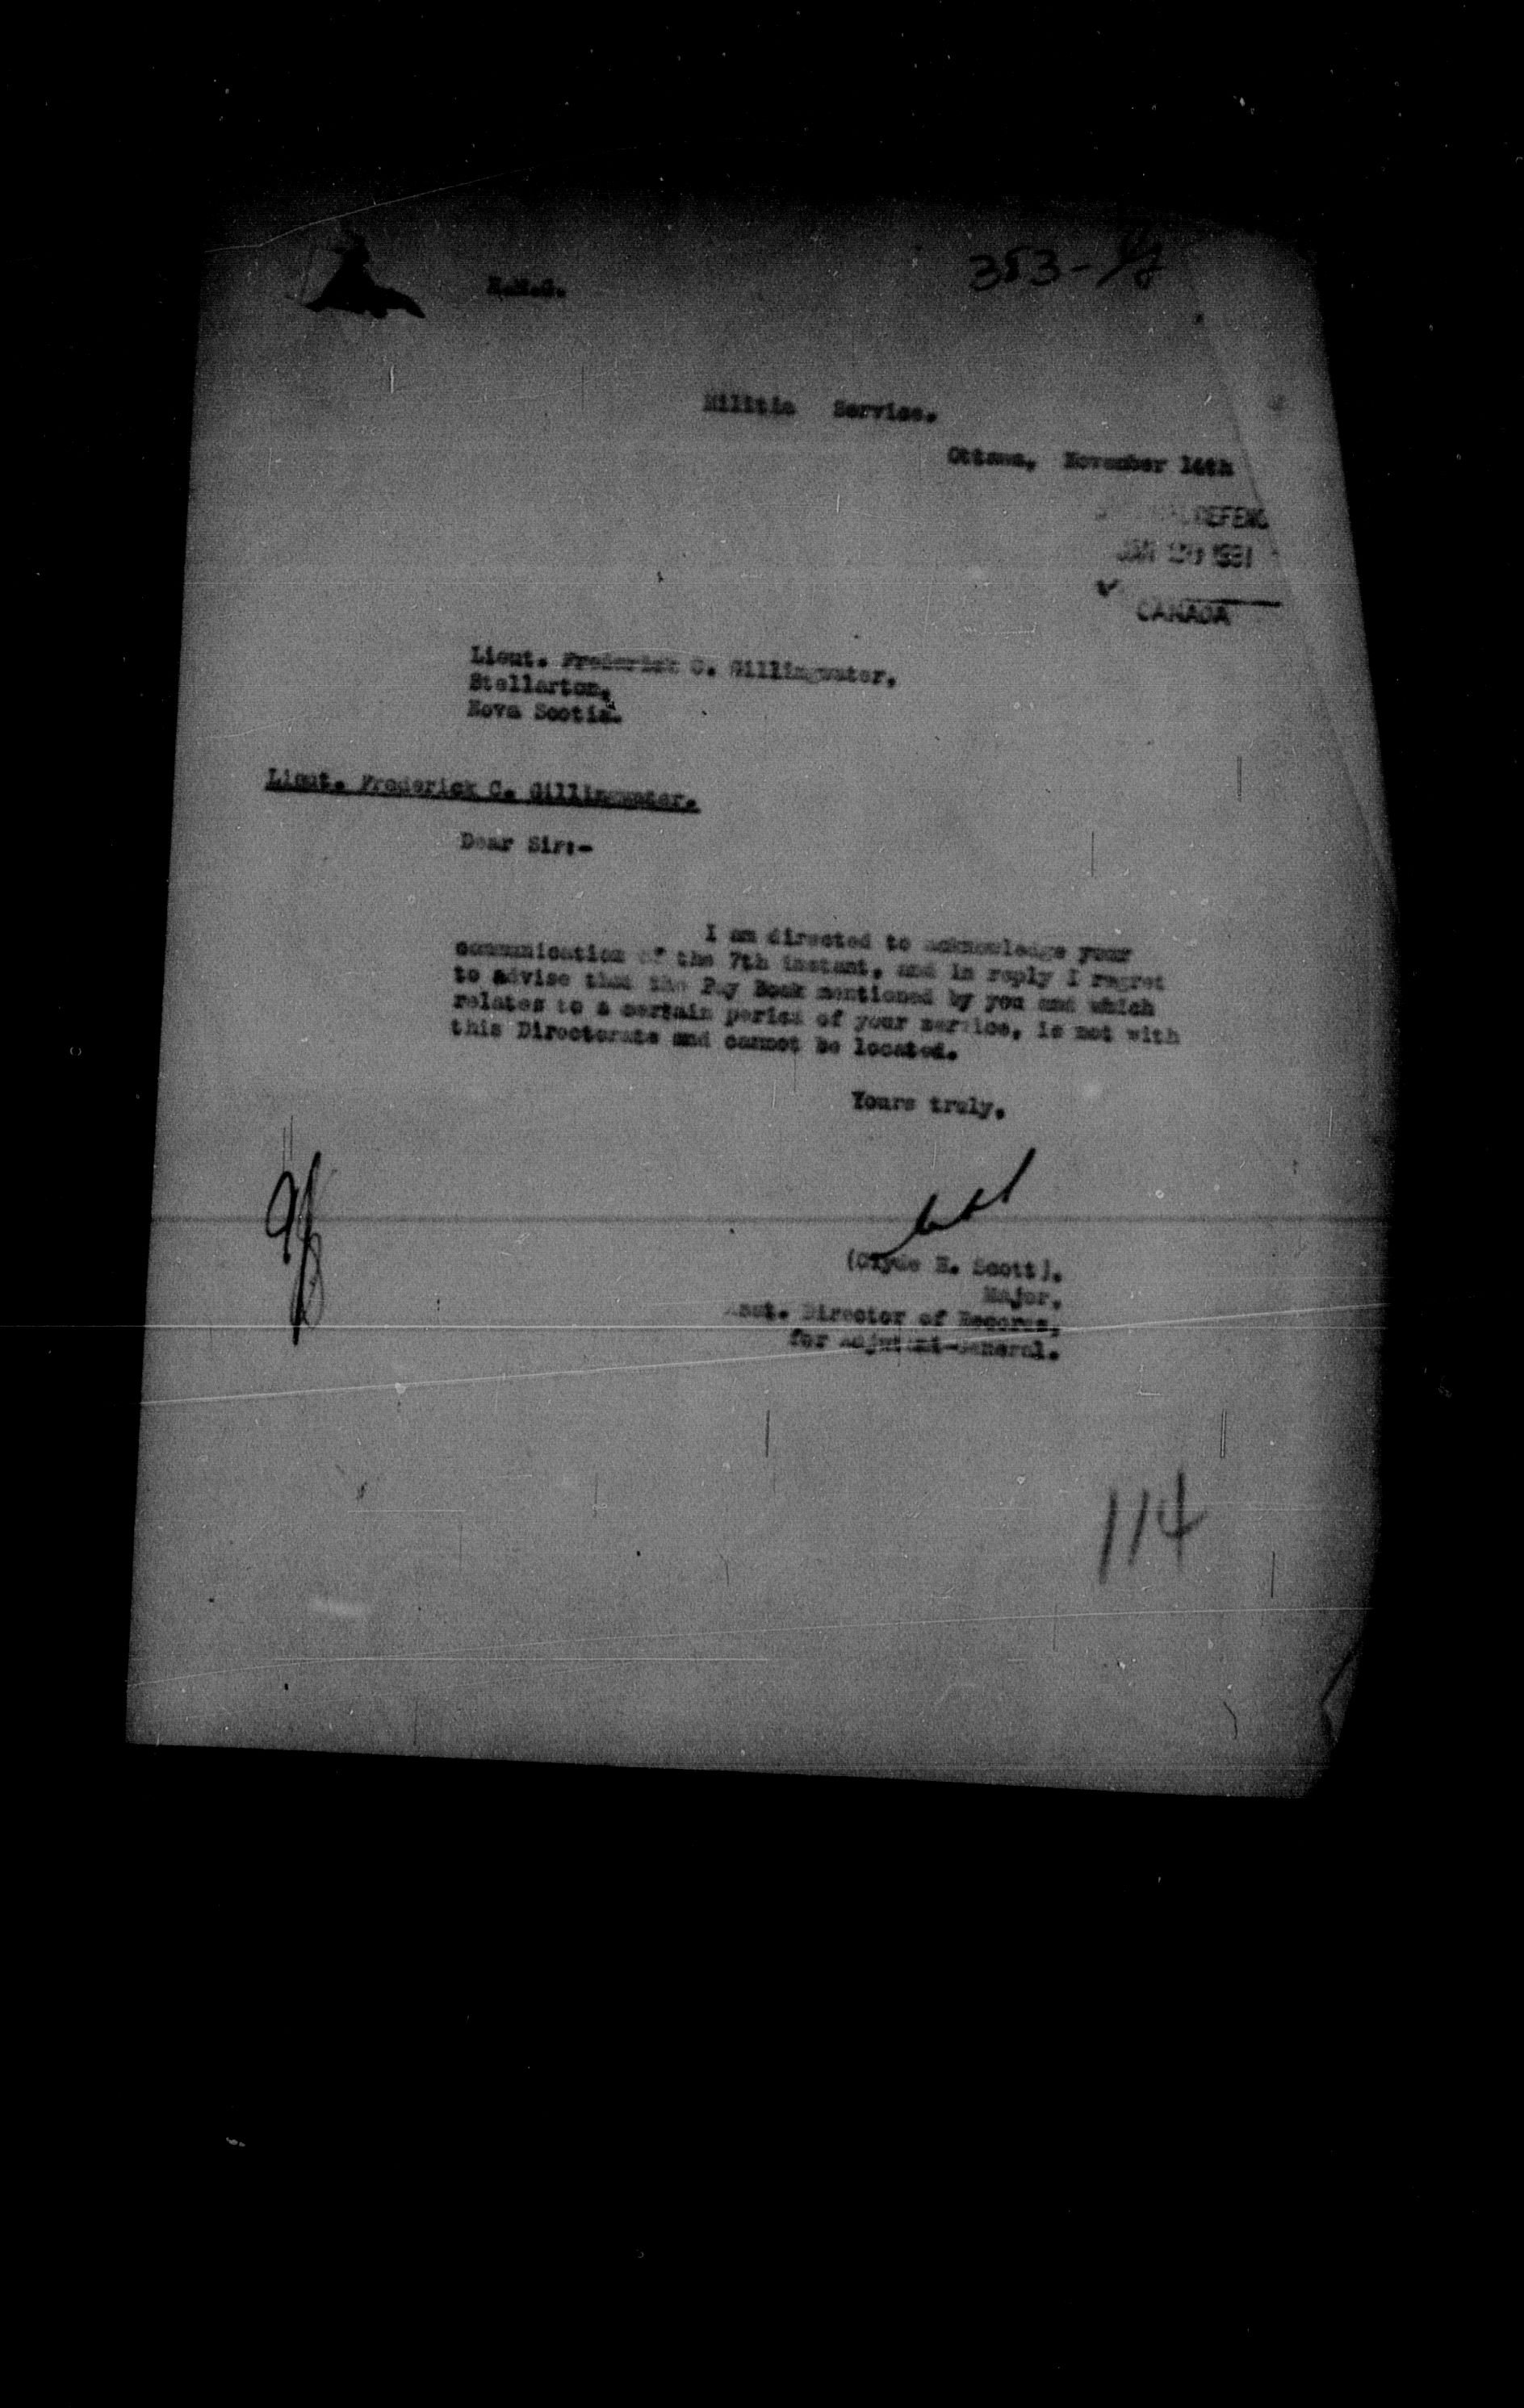 353-
Militia Service.
Ottawa, November 14th
DEFENS
JAN 1931
CANADA
Lieut. Frederick C. Gillingwater.
Stellarton,
Nova Scotia.
Lieut. Frederick C. Gillingwater.
Dear Sir:-
I am directed to acknowledge your
communication of the 7th instant, and in reply I regret
to advise that the Pay Book mentioned by you and which
relates to a certain period of your service, is not with
this Directorate and cannot be located.
Yours truly,
(Clyde R. Scott).
Major,
Asst. Director of Records,
for Adjutant-General.
114